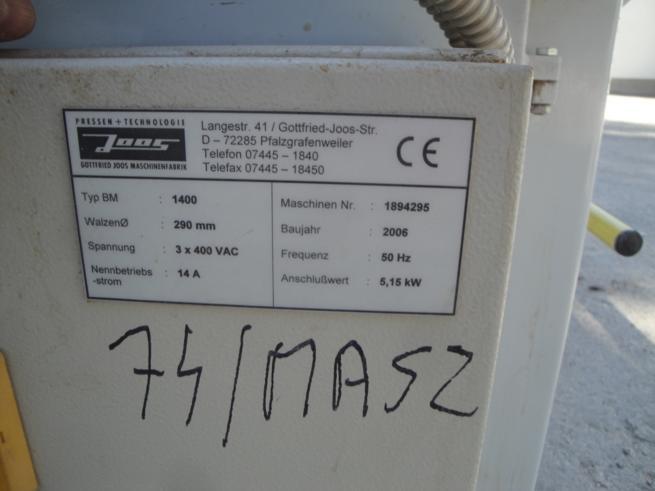 PRESSEN + TECHNOLOGIE
Joos
GOTTFRIED JOOS MASCHINENFABRIK
Langestr. 41 / Gottfried-Joos-Str.
D – 72285 Pfalzgrafenweiler
Telefon 07445 – 1840
Telefax 07445 – 18450
CE
Typ BM : 1400
WalzenØ : 290 mm
Spannung : 3 x 400 VAC
Nennbetriebs : 14 A
-strom
Maschinen Nr. : 1894295
Baujahr : 2006
Frequenz : 50 Hz
Anschlußwert : 5,15 kW
74/MASZ